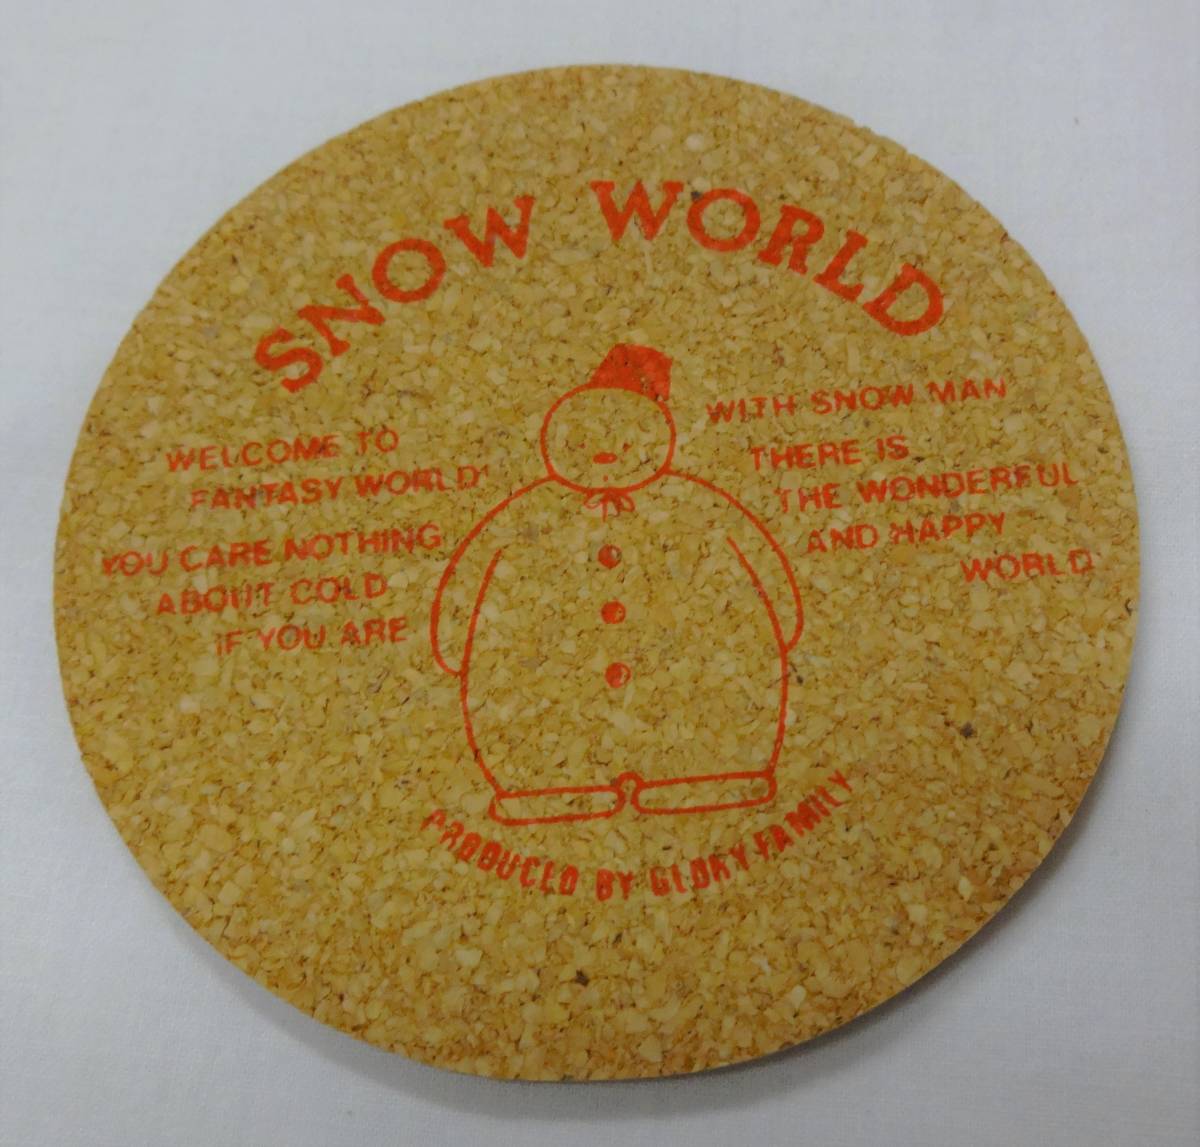 SNOW WORLD
WELCOME TO
FANTASY WORLD'
YOU CARE NOTHING
ABOUT COLD
IF YOU ARE
WITH SNOW MAN
THERE IS
THE WONDERFUL
AND HAPPY
WORLD
PRODUCED BY GLORY FAMILY